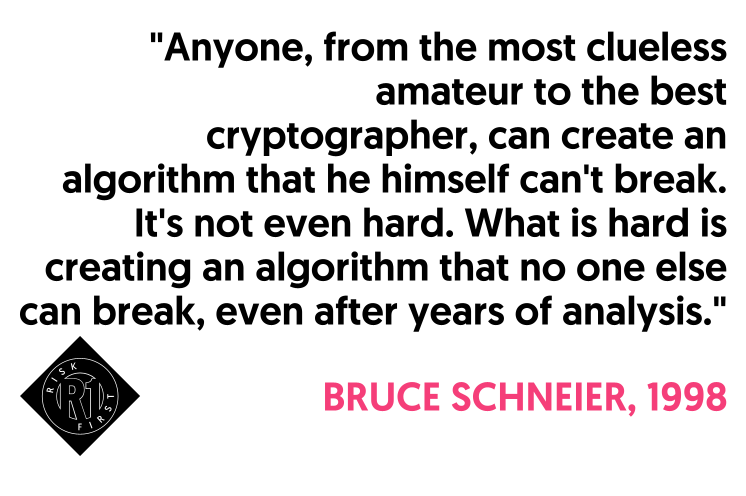 "Anyone, from the most clueless
amateur to the best
cryptographer, can create an
algorithm that he himself can't break.
It's not even hard. What is hard is
creating an algorithm that no one else
can break, even after years of analysis."
RISK
R1
FIRST
BRUCE SCHNEIER, 1998